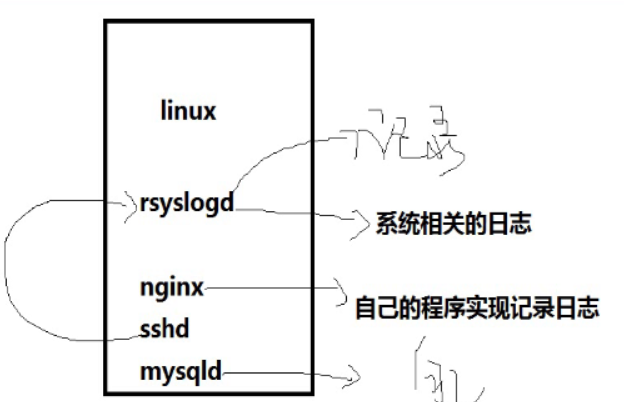 linux
记录
rsyslogd
系统相关的日志
nginx
自己的程序实现记录日志
sshd
mysqld